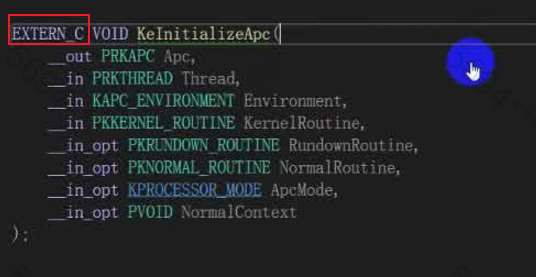 EXTERN_C VOID KeInitializeApc(
__out PRKAPC Apc,
__in PRKTHREAD Thread,
__in KAPC_ENVIRONMENT Environment,
__in PKKERNEL_ROUTINE KernelRoutine,
__in_opt PKRUNDOWN_ROUTINE RundownRoutine,
__in_opt PKNORMAL_ROUTINE NormalRoutine,
__in_opt KPROCESSOR_MODE ApcMode,
__in_opt PVOID NormalContext
);